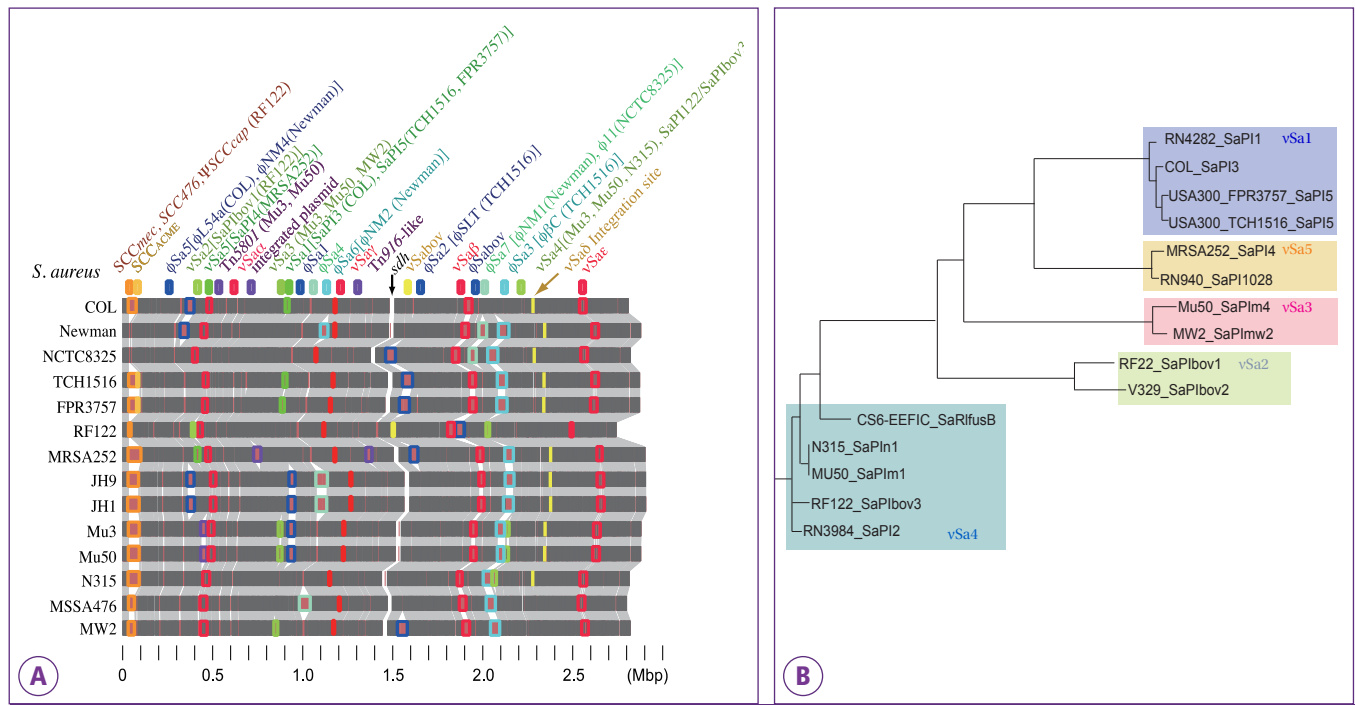 SCCmec, SCC476, ΨSCCcap (RF122)
SCCACME
ϕSa5[ϕL54a(COL), ϕNM4(Newman)]
νSa2[SaPIbov1(RF122)]
νSa5[SaPI4(MRSA252)]
Tn5801 (Mu3, Mu50)
νSaα
integrated plasmid
νSa3 (Mu3, Mu50, MW2)
νSa1[SaPI3 (COL), SaPI5(TCH1516, FPR3757)]
ϕSa1
ϕSa4
ϕSa6[ϕNM2 (Newman)]
νSaγ
Tn916-like
sdh
νSabov
ϕSa2 [ϕSLT (TCH1516)]
νSaβ
ϕSabov
ϕSa7 [ϕNM1(Newman), ϕ11(NCTC8325)]
ϕSa3 [ϕβC (TCH1516)]
νSa4[(Mu3, Mu50, N315), SaPI122/SaPIbov?
νSaδ Integration site
νSaε
S. aureus
COL
Newman
NCTC8325
TCH1516
FPR3757
RF122
MRSA252
JH9
JH1
Mu3
Mu50
N315
MSSA476
MW2
0 0.5 1.0 1.5 2.0 2.5 (Mbp)
A
RN4282_SaPI1 νSa1
COL_SaPI3
USA300_FPR3757_SaPI5
USA300_TCH1516_SaPI5
MRSA252_SaPI4 νSa5
RN940_SaPI1028
Mu50_SaPIm4 νSa3
MW2_SaPImw2
RF22_SaPIbov1 νSa2
V329_SaPIbov2
CS6-EEFIC_SaRIfusB
N315_SaPIn1
MU50_SaPIm1
RF122_SaPIbov3
RN3984_SaPI2 νSa4
B